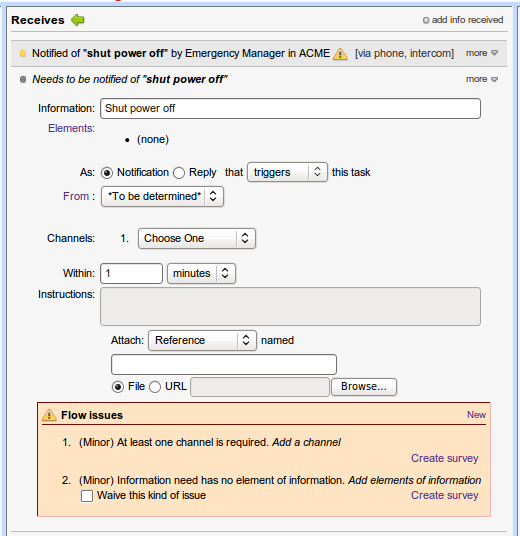 Receives add info received
Notified of "shut power off" by Emergency Manager in ACME [via phone, intercom] more
Needs to be notified of "shut power off" more
Information: Shut power off
Elements:
• (none)
As: Notification Reply that triggers this task
From : *To be determined*
Channels: 1. Choose One
Within: 1 minutes
Instructions:
Attach: Reference named
File URL Browse...
Flow issues New
1. (Minor) At least one channel is required. Add a channel
Create survey
2. (Minor) Information need has no element of information. Add elements of information
Waive this kind of issue Create survey